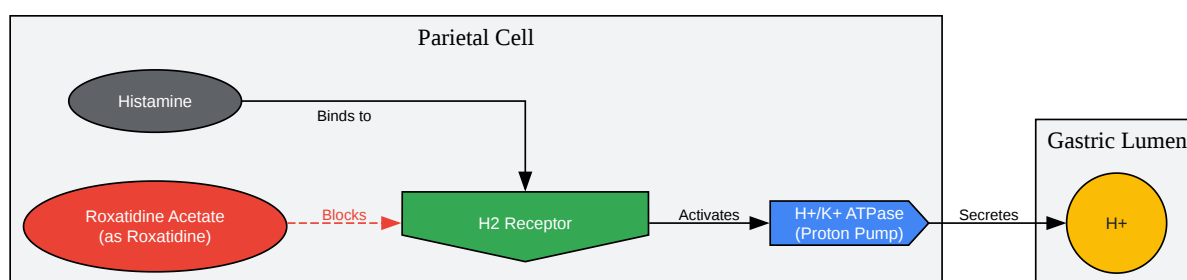 Parietal Cell
Histamine
Binds to
Roxatidine Acetate
(as Roxatidine)
Blocks
H2 Receptor
Activates
H+/K+ ATPase
(Proton Pump)
Secretes
Gastric Lumen
H+